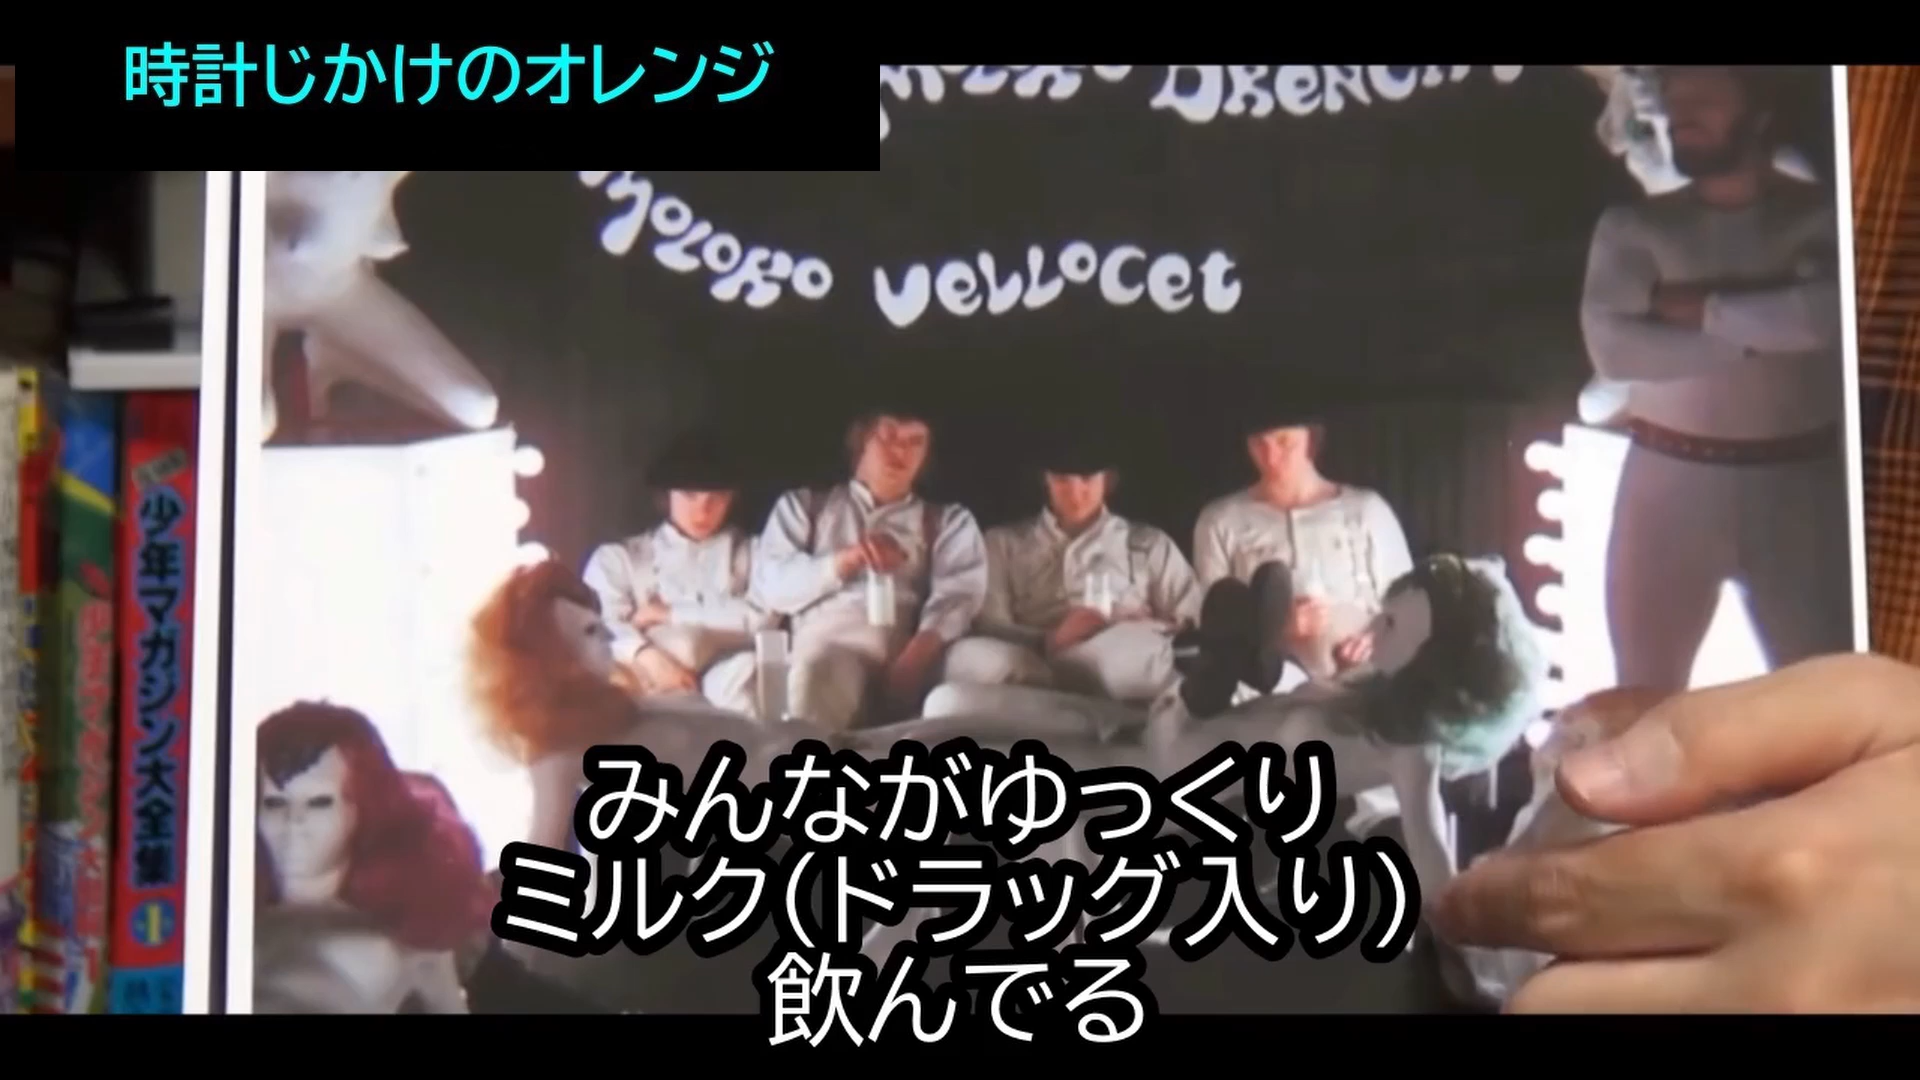 時計じかけのオレンジ
moloko vellocet
少年マガジン大全集
1
みんながゆっくり
ミルク(ドラッグ入り)
飲んでる